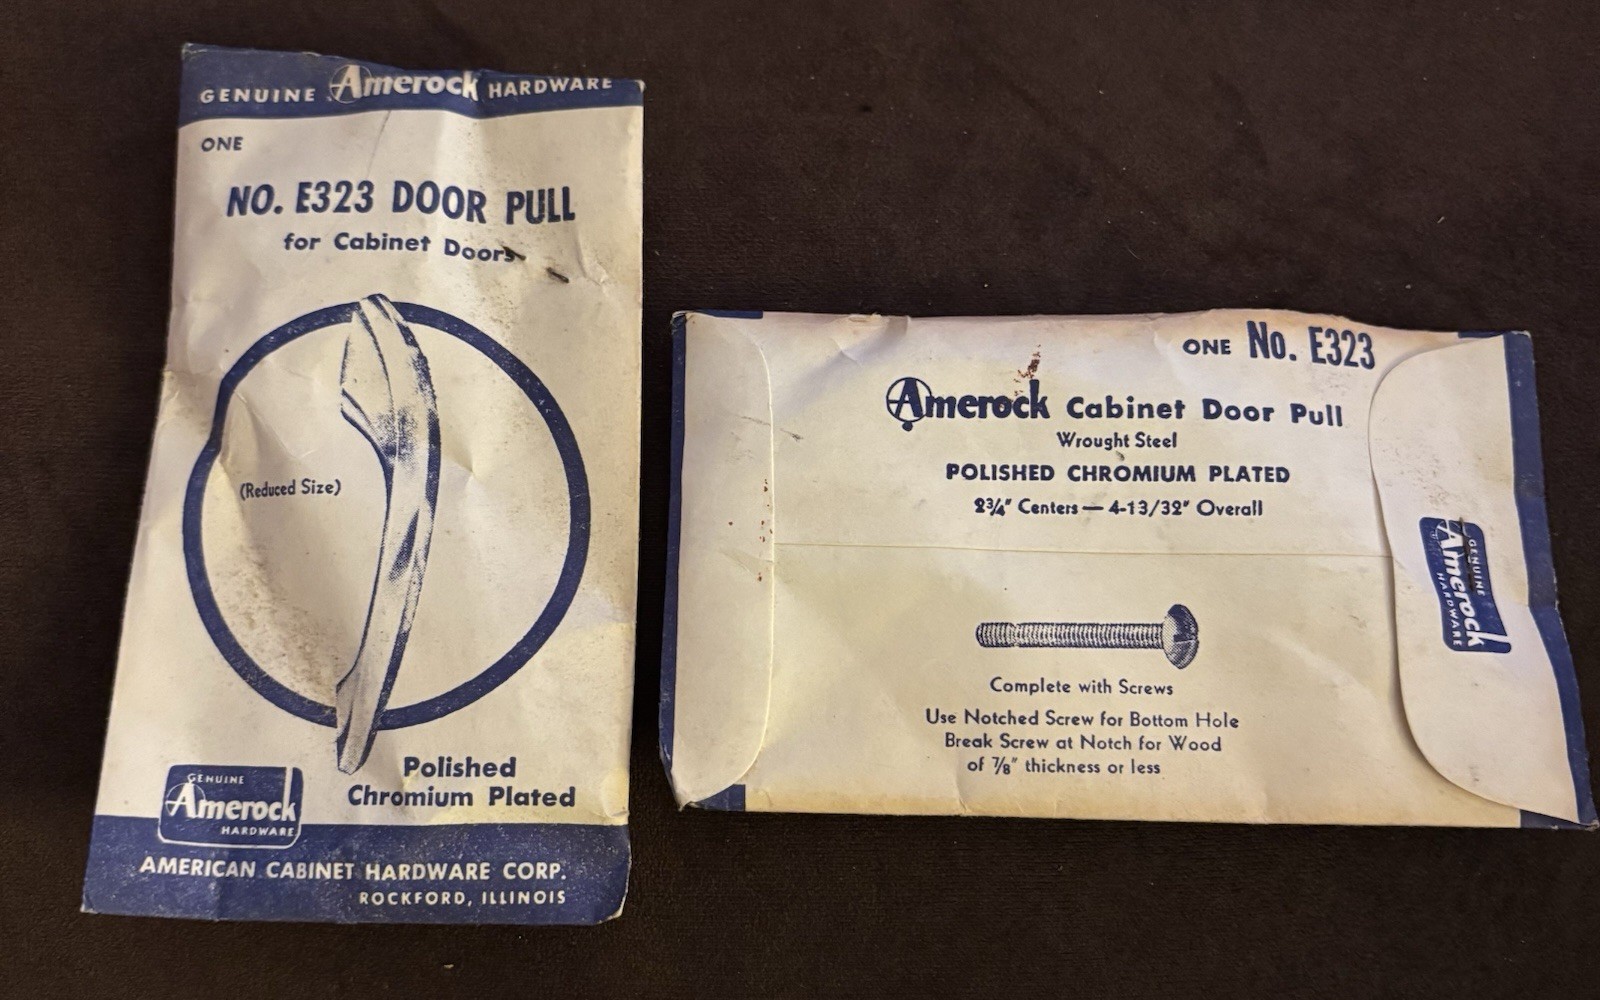 GENUINE Amerock HARDWARE
ONE
NO. E323 DOOR PULL
for Cabinet Doors
(Reduced Size)
Polished
Chromium Plated
GENUINE
Amerock
HARDWARE
AMERICAN CABINET HARDWARE CORP.
ROCKFORD, ILLINOIS
ONE No. E323
Amerock Cabinet Door Pull
Wrought Steel
POLISHED CHROMIUM PLATED
2¾" Centers — 4-13/32" Overall
Complete with Screws
Use Notched Screw for Bottom Hole
Break Screw at Notch for Wood
of ⅞" thickness or less
GENUINE
Amerock
HARDWARE